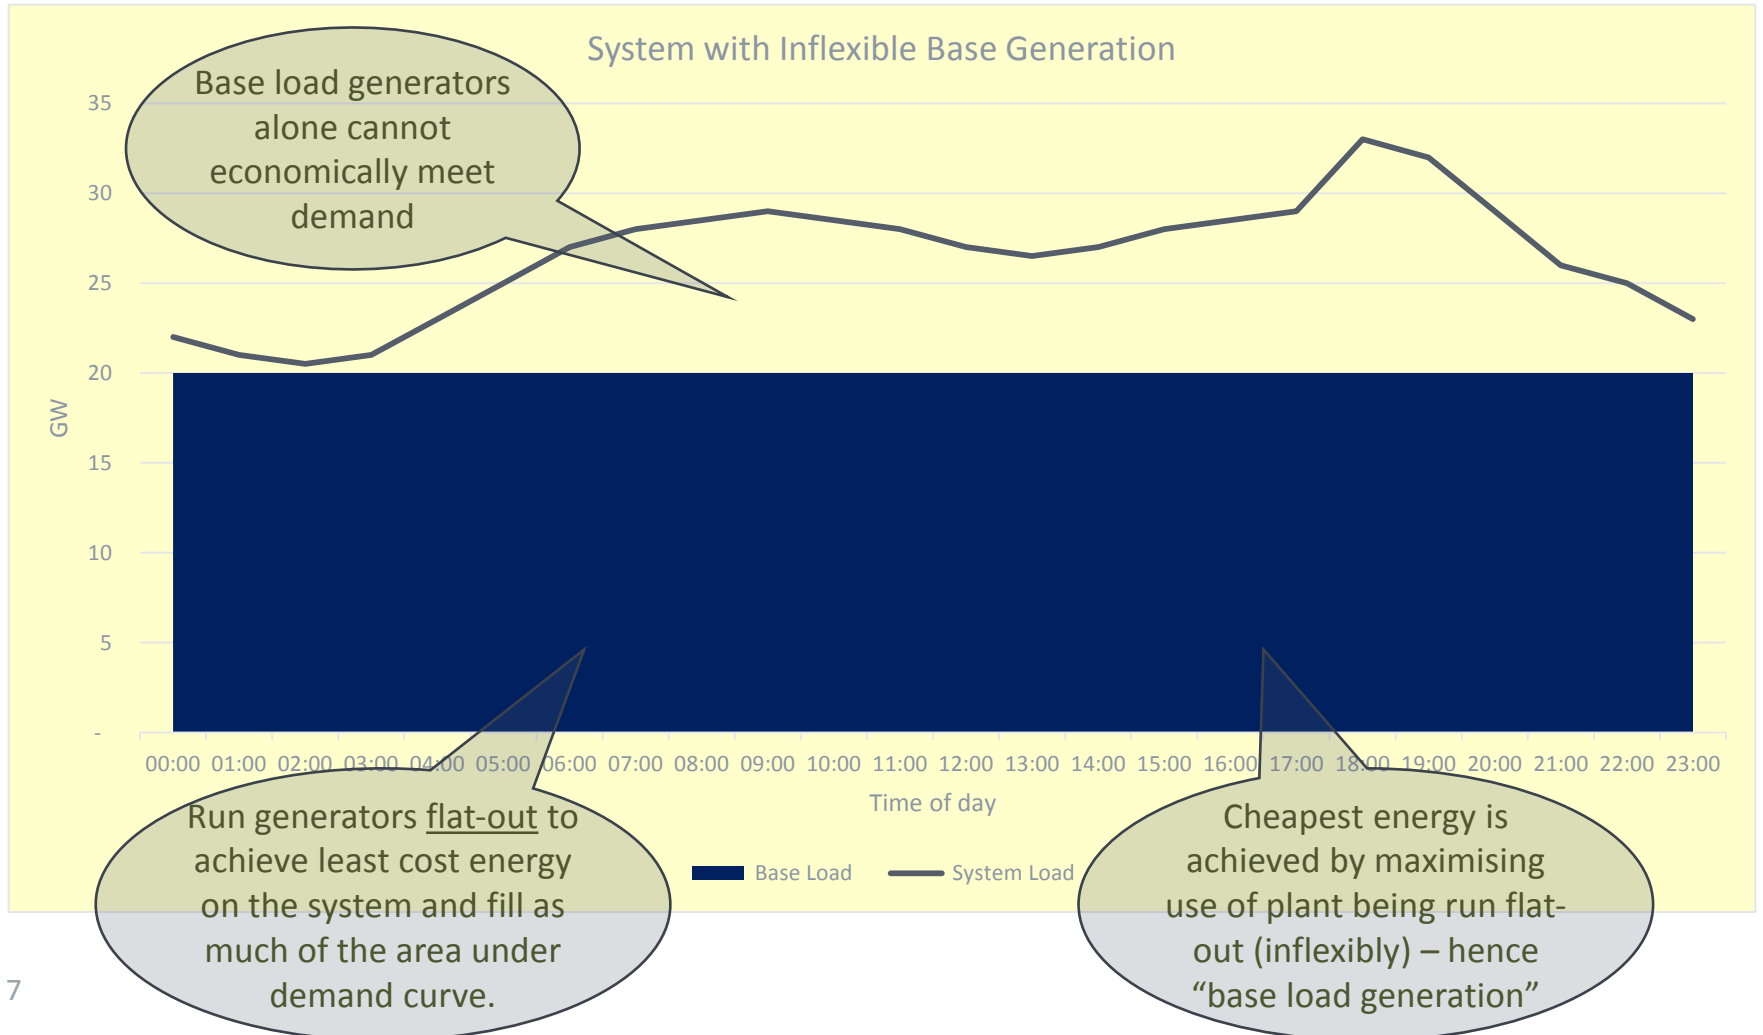 System with Inflexible Base Generation
Base load generators
alone cannot
economically meet
demand
35
30
25
20
15
10
5
-
GW
00:00 01:00 02:00 03:00 04:00 05:00 06:00 07:00 08:00 09:00 10:00 11:00 12:00 13:00 14:00 15:00 16:00 17:00 18:00 19:00 20:00 21:00 22:00 23:00
Time of day
Base Load System Load
Run generators flat-out to
achieve least cost energy
on the system and fill as
much of the area under
demand curve.
Cheapest energy is
achieved by maximising
use of plant being run flat-
out (inflexibly) – hence
“base load generation”
7